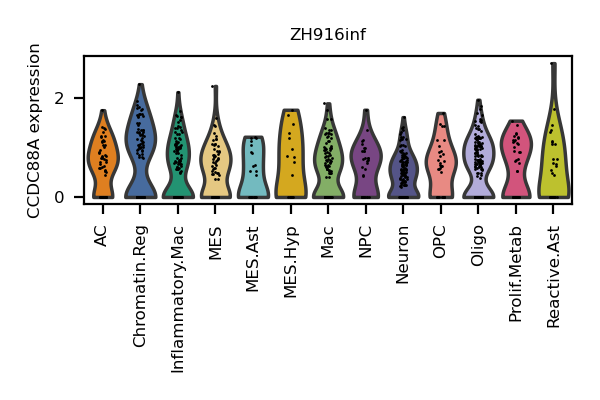 ZH916inf
CCDC88A expression
2
0
AC
Chromatin.Reg
Inflammatory.Mac
MES
MES.Ast
MES.Hyp
Mac
NPC
Neuron
OPC
Oligo
Prolif.Metab
Reactive.Ast